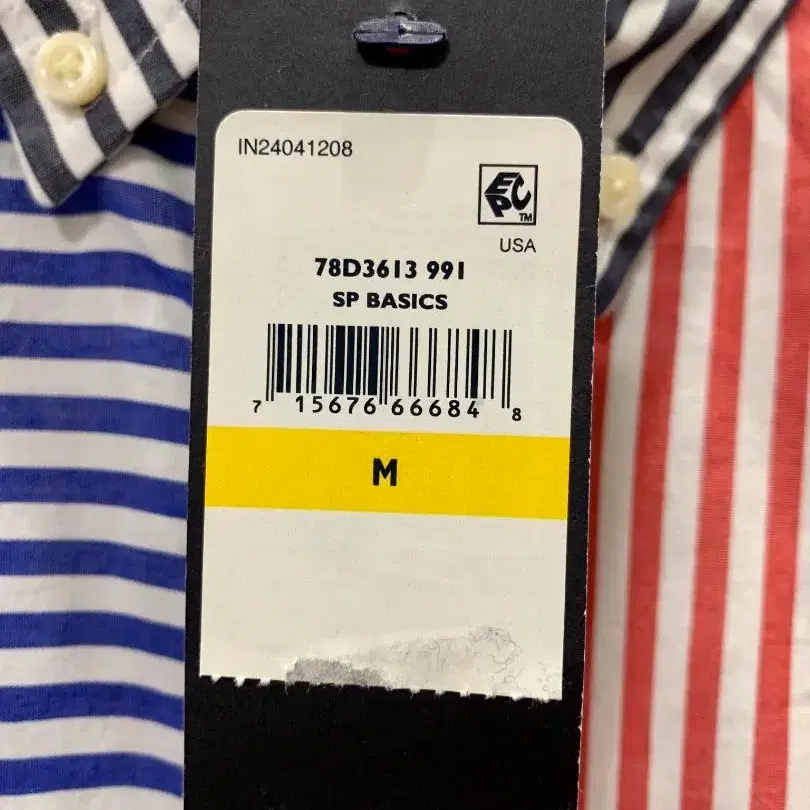 IN24041208
EPC
TM
USA
78D3613 991
SP BASICS
7 15676 66684 8
M